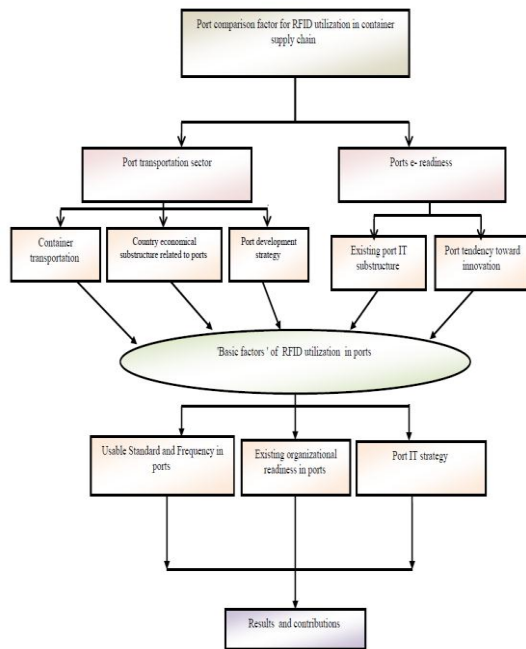 Port comparison factor for RFID utilization in container
supply chain
Port transportation sector
Ports e- readiness
Container
transportation
Country economical
substructure related to ports
Port development
strategy
Existing port IT
substructure
Port tendency toward
innovation
'Basic factors ' of RFID utilization in ports
Usable Standard and Frequency in
ports
Existing organizational
readiness in ports
Port IT strategy
Results and contributions